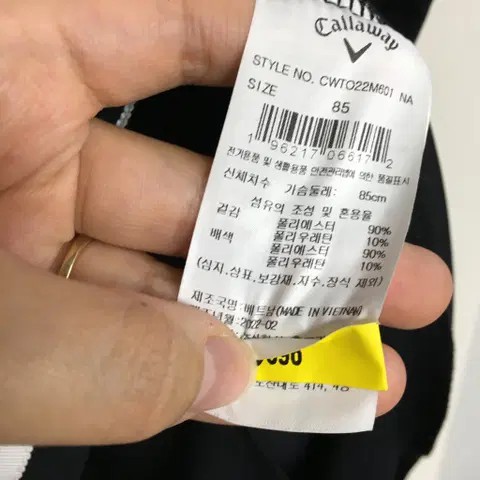 Callaway
STYLE NO. CWTO22M601 NA
SIZE
85
1 96217 06617 2
전기용품 및 생활용품 안전관리법에 의한 품질표시
신체치수 가슴둘레: 85cm
섬유의 조성 및 혼용율
겉감 폴리에스터 90%
폴리우레탄 10%
배색 폴리에스터 90%
폴리우레탄 10%
(심지.상표.보강재.자수.장식 제외)
제조국명:베트남(MADE IN VIETNAM)
2022-02
414, 4층